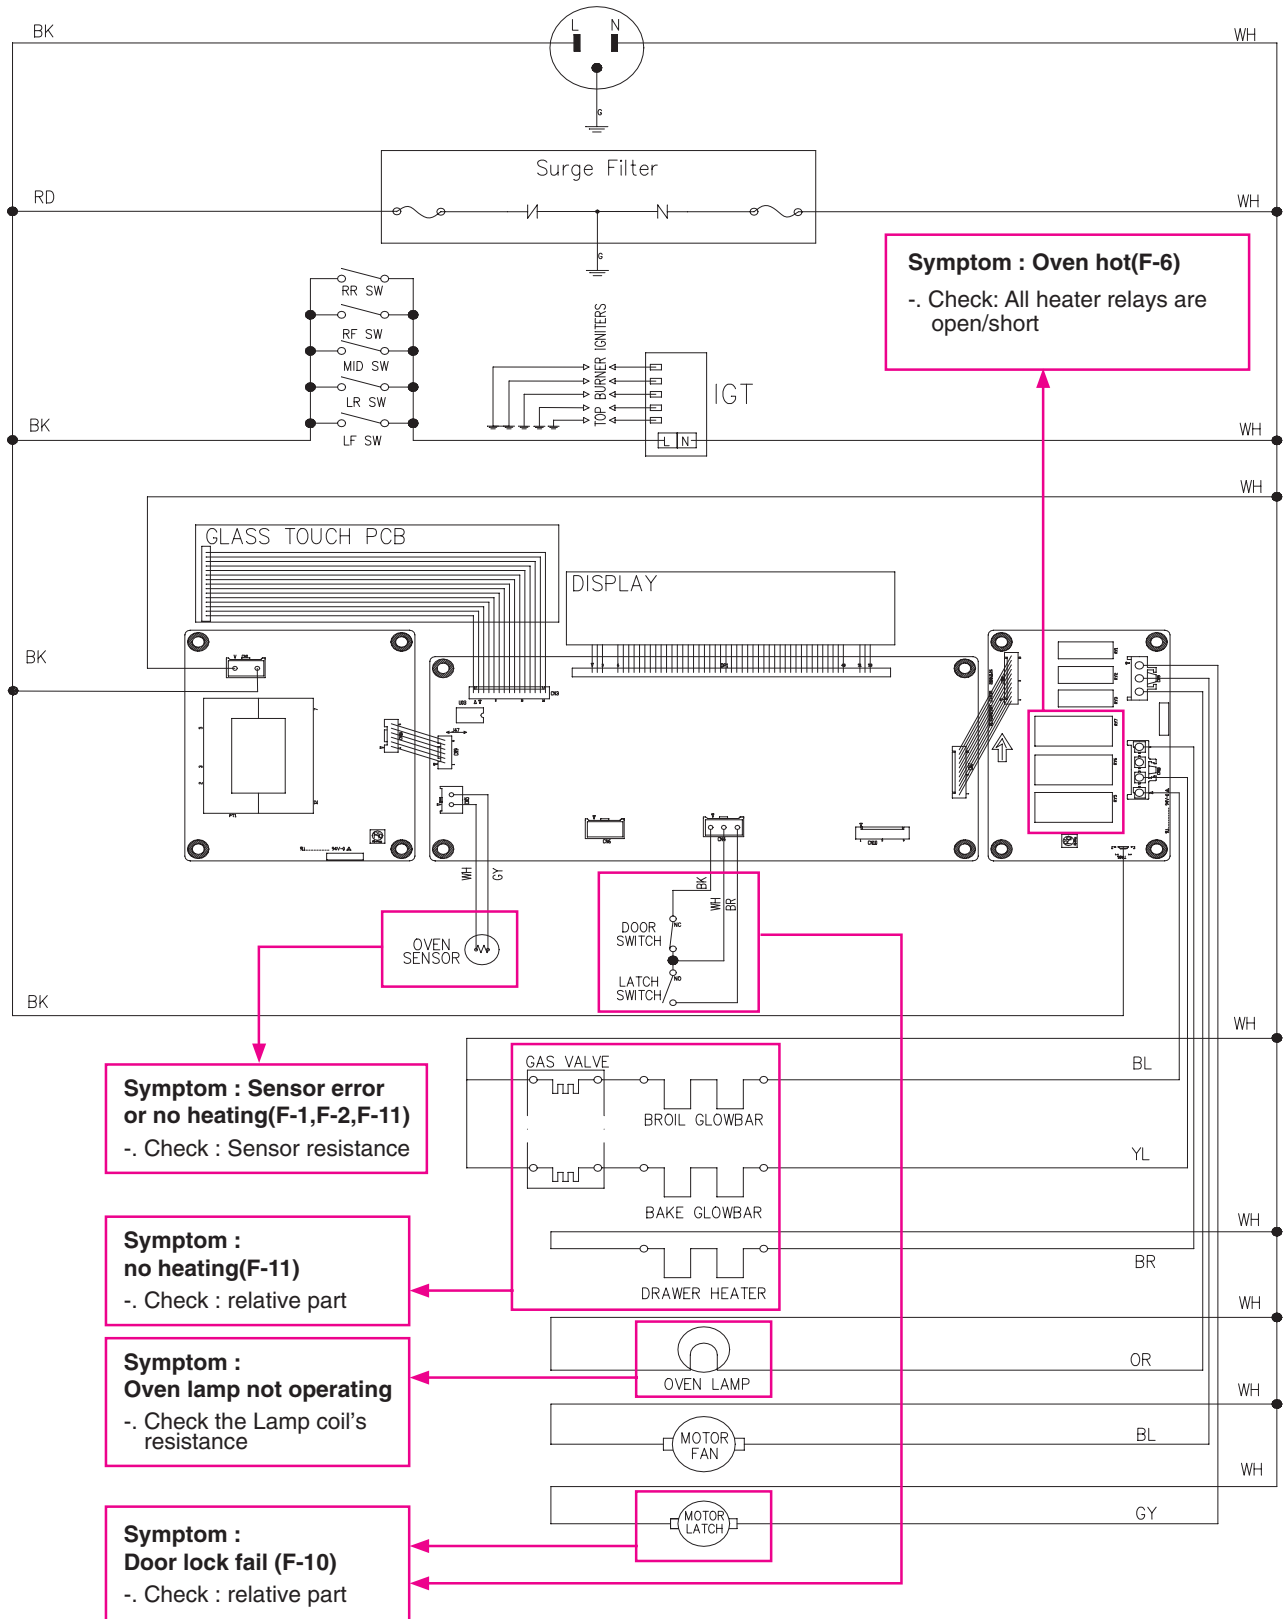 BK
L N
WH
G
Surge Filter
RD
WH
G
Symptom : Oven hot(F-6)
-. Check: All heater relays are
open/short
RR SW
RF SW
MID SW
LR SW
LF SW
TOP BURNER IGNITERS
IGT
L N
BK
WH
WH
GLASS TOUCH PCB
DISPLAY
BK
WH
GY
OVEN
SENSOR
BK
WH
BR
DOOR
SWITCH
NC
LATCH
SWITCH
NO
BK
WH
Symptom : Sensor error
or no heating(F-1,F-2,F-11)
-. Check : Sensor resistance
GAS VALVE
BROIL GLOWBAR
BL
BAKE GLOWBAR
YL
WH
DRAWER HEATER
BR
Symptom :
no heating(F-11)
-. Check : relative part
WH
OVEN LAMP
OR
Symptom :
Oven lamp not operating
-. Check the Lamp coil's
resistance
WH
MOTOR
FAN
BL
WH
MOTOR
LATCH
GY
Symptom :
Door lock fail (F-10)
-. Check : relative part